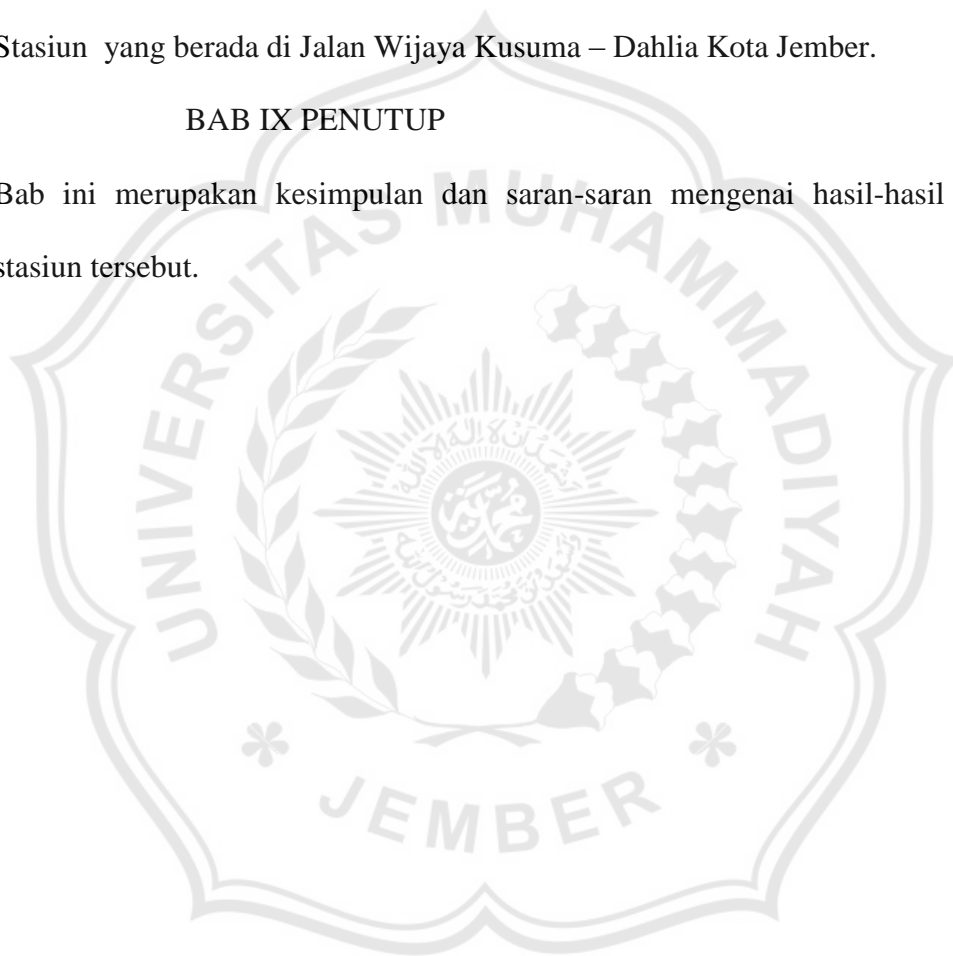 Stasiun  yang berada di Jalan Wijaya Kusuma – Dahlia Kota Jember.
BAB IX PENUTUP
Bab ini merupakan kesimpulan dan saran-saran mengenai hasil-hasil
stasiun tersebut.
UNIVERSITAS MUHAMMADIYAH
JEMBER